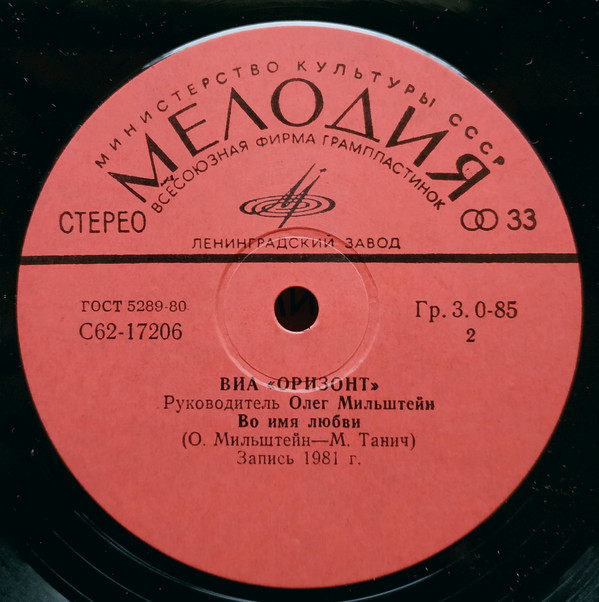 МИНИСТЕРСТВО КУЛЬТУРЫ СССР
МЕЛОДИЯ
ВСЕСОЮЗНАЯ ФИРМА ГРАМПЛАСТИНОК
СТЕРЕО
33
ЛЕНИНГРАДСКИЙ ЗАВОД
ГОСТ 5289-80
С62-17206
Гр. 3. 0-85
2
ВИА «ОРИЗОНТ»
Руководитель Олег Мильштейн
Во имя любви
(О. Мильштейн—М. Танич)
Запись 1981 г.